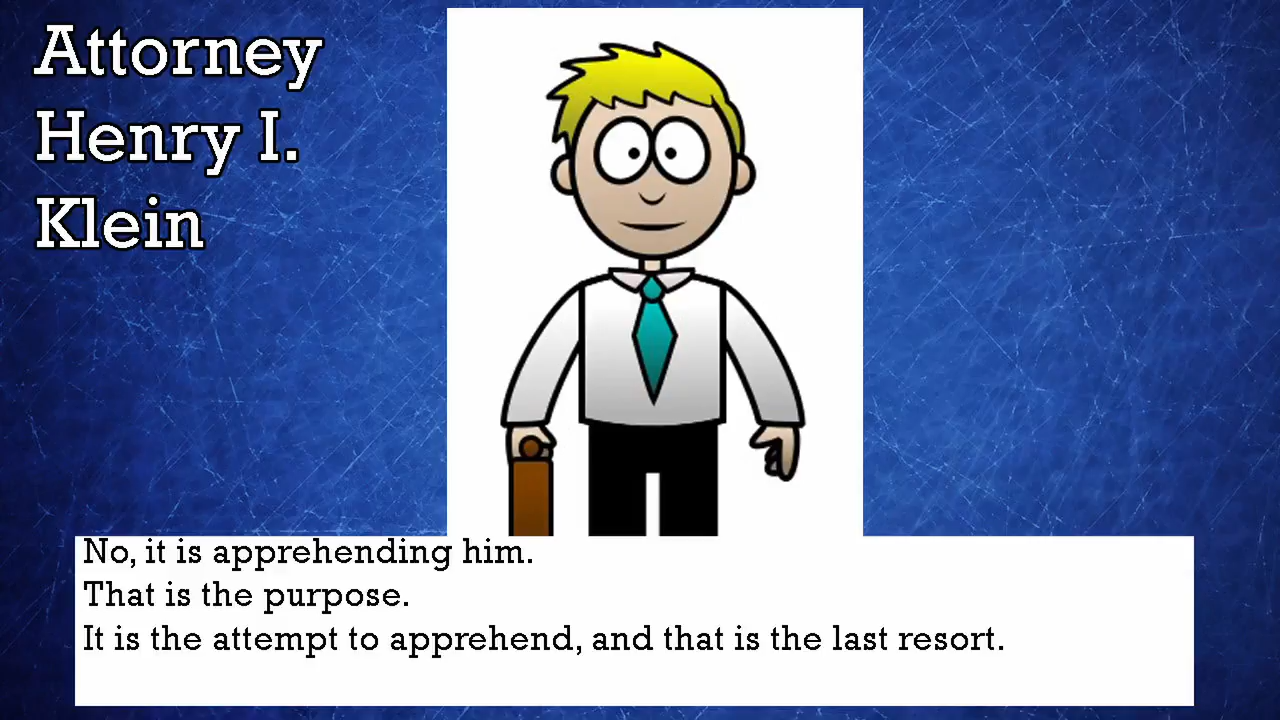 Attorney
Henry I.
Klein
No, it is apprehending him.
That is the purpose.
It is the attempt to apprehend, and that is the last resort.